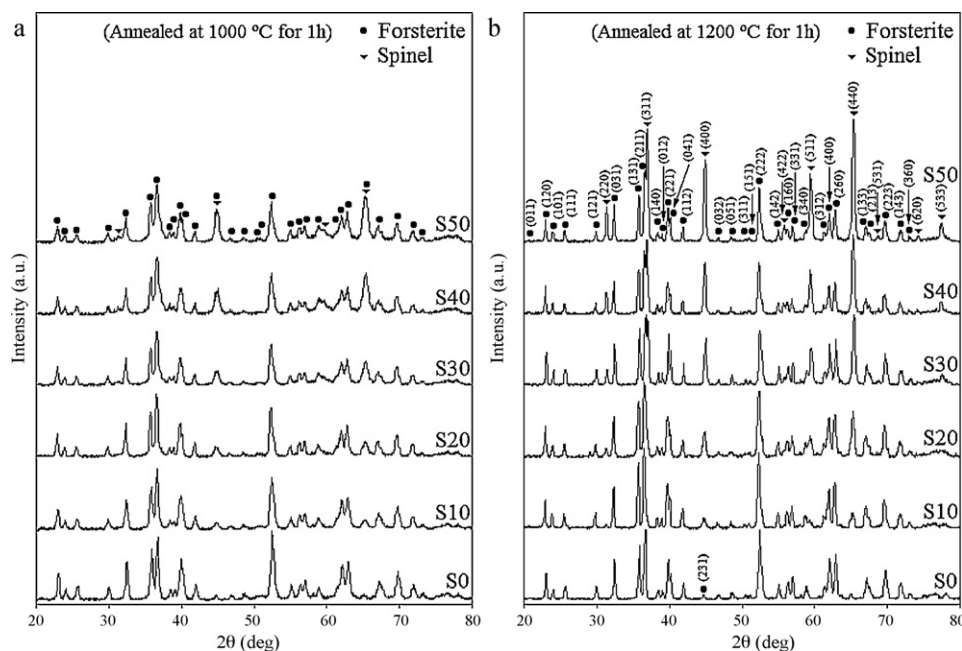 a
(Annealed at 1000 ºC for 1h)
Forsterite
Spinel
S50
S40
S30
S20
S10
S0
Intensity (a.u.)
20 30 40 50 60 70 80
2θ (deg)
b
(Annealed at 1200 ºC for 1h)
Forsterite
Spinel
(011)
(120)
(101)
(111)
(121)
(220)
(031)
(131)
(211)
(311)
(140)
(012)
(221)
(041)
(112)
(400)
(032)
(051)
(311)
(151)
(222)
(142)
(422)
(160)
(331)
(340)
(511)
(312)
(400)
(260)
(440)
(133)
(213)
(531)
(223)
(143)
(360)
(620)
(533)
S50
S40
S30
S20
S10
(231)
S0
Intensity (a.u.)
20 30 40 50 60 70 80
2θ (deg)